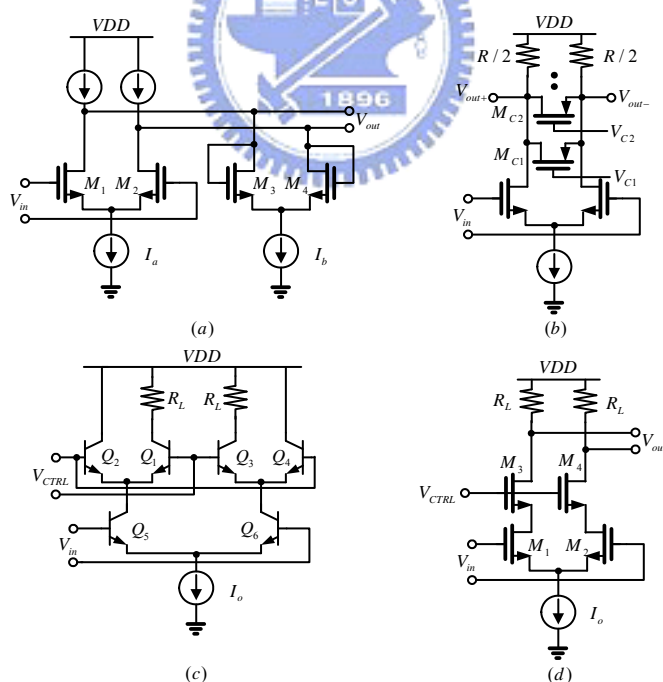 VDD
VDD
R / 2 R / 2
1896
V_out+ V_out−
V_out
M_C2
V_C2
M_C1
V_C1
M_1 M_2 M_3 M_4
V_in
V_in
I_a I_b
(a) (b)
VDD
VDD
R_L R_L
R_L R_L
Q_2 Q_1 Q_3 Q_4
V_ou
M_3 M_4
V_CTRL
V_CTRL
Q_5 Q_6
M_1 M_2
V_in
V_in
I_o
I_o
(c) (d)